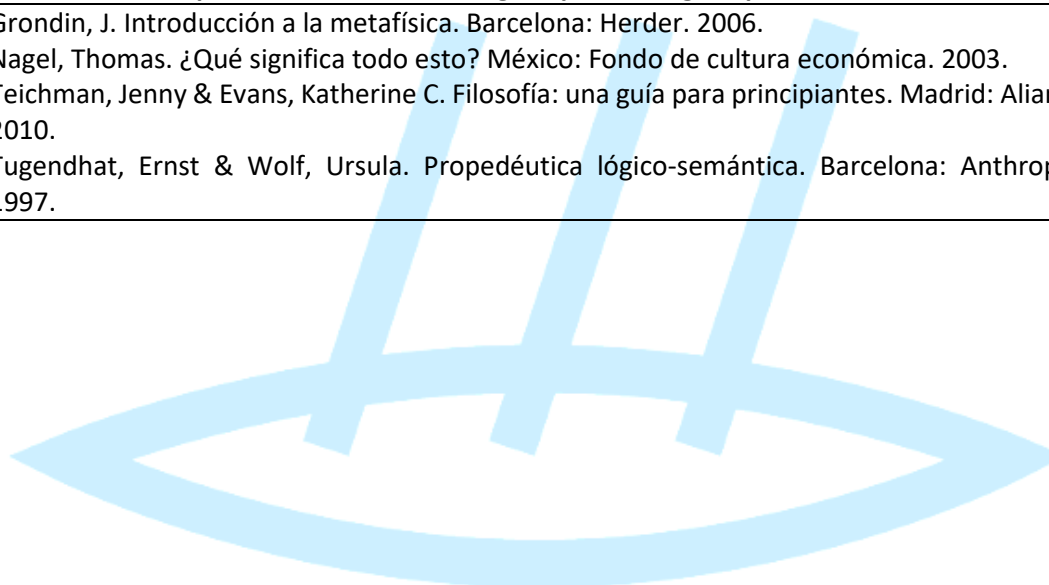 Grondin, J. Introducción a la metafísica. Barcelona: Herder. 2006.
Nagel, Thomas. ¿Qué significa todo esto? México: Fondo de cultura económica. 2003.
Teichman, Jenny & Evans, Katherine C. Filosofía: una guía para principiantes. Madrid:
2010.
Tugendhat, Ernst & Wolf, Ursula. Propedéutica lógico-semántica. Barcelona:
1997.